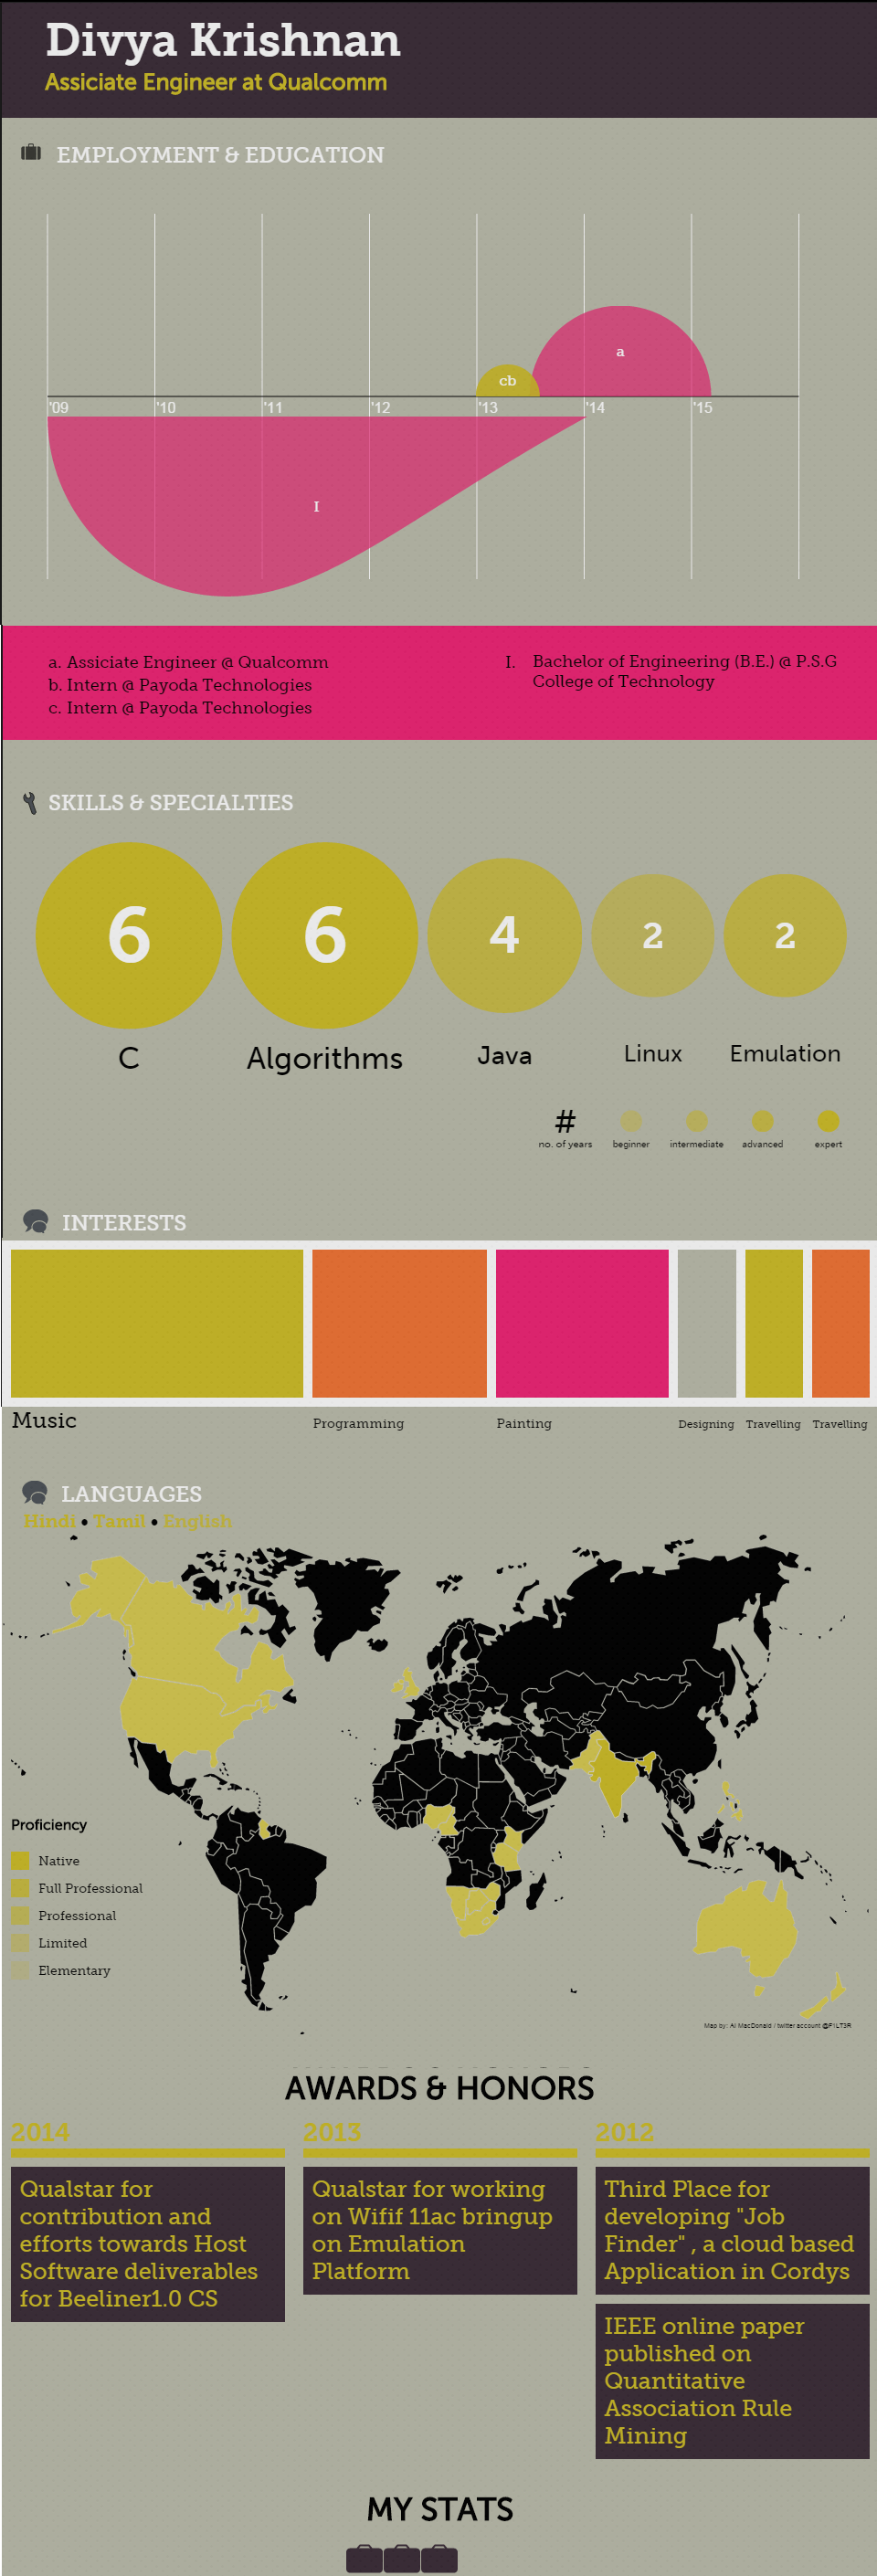 Divya Krishnan
Assiciate Engineer at Qualcomm
EMPLOYMENT & EDUCATION
a
cb
'09 '10 '11 '12 '13 '14 '15
I
a. Assiciate Engineer @ Qualcomm
b. Intern @ Payoda Technologies
c. Intern @ Payoda Technologies
I. Bachelor of Engineering (B.E.) @ P.S.G
College of Technology
SKILLS & SPECIALTIES
6 6 4 2 2
C Algorithms Java Linux Emulation
#
no. of years beginner intermediate advanced expert
INTERESTS
Music Programming Painting Designing Travelling Travelling
LANGUAGES
Hindi • Tamil • English
Proficiency
Native
Full Professional
Professional
Limited
Elementary
Map by: Al MacDonald / twitter account @F1LT3R
AWARDS & HONORS
2014
Qualstar for
contribution and
efforts towards Host
Software deliverables
for Beeliner1.0 CS
2013
Qualstar for working
on Wifif 11ac bringup
on Emulation
Platform
2012
Third Place for
developing "Job
Finder" , a cloud based
Application in Cordys
IEEE online paper
published on
Quantitative
Association Rule
Mining
MY STATS